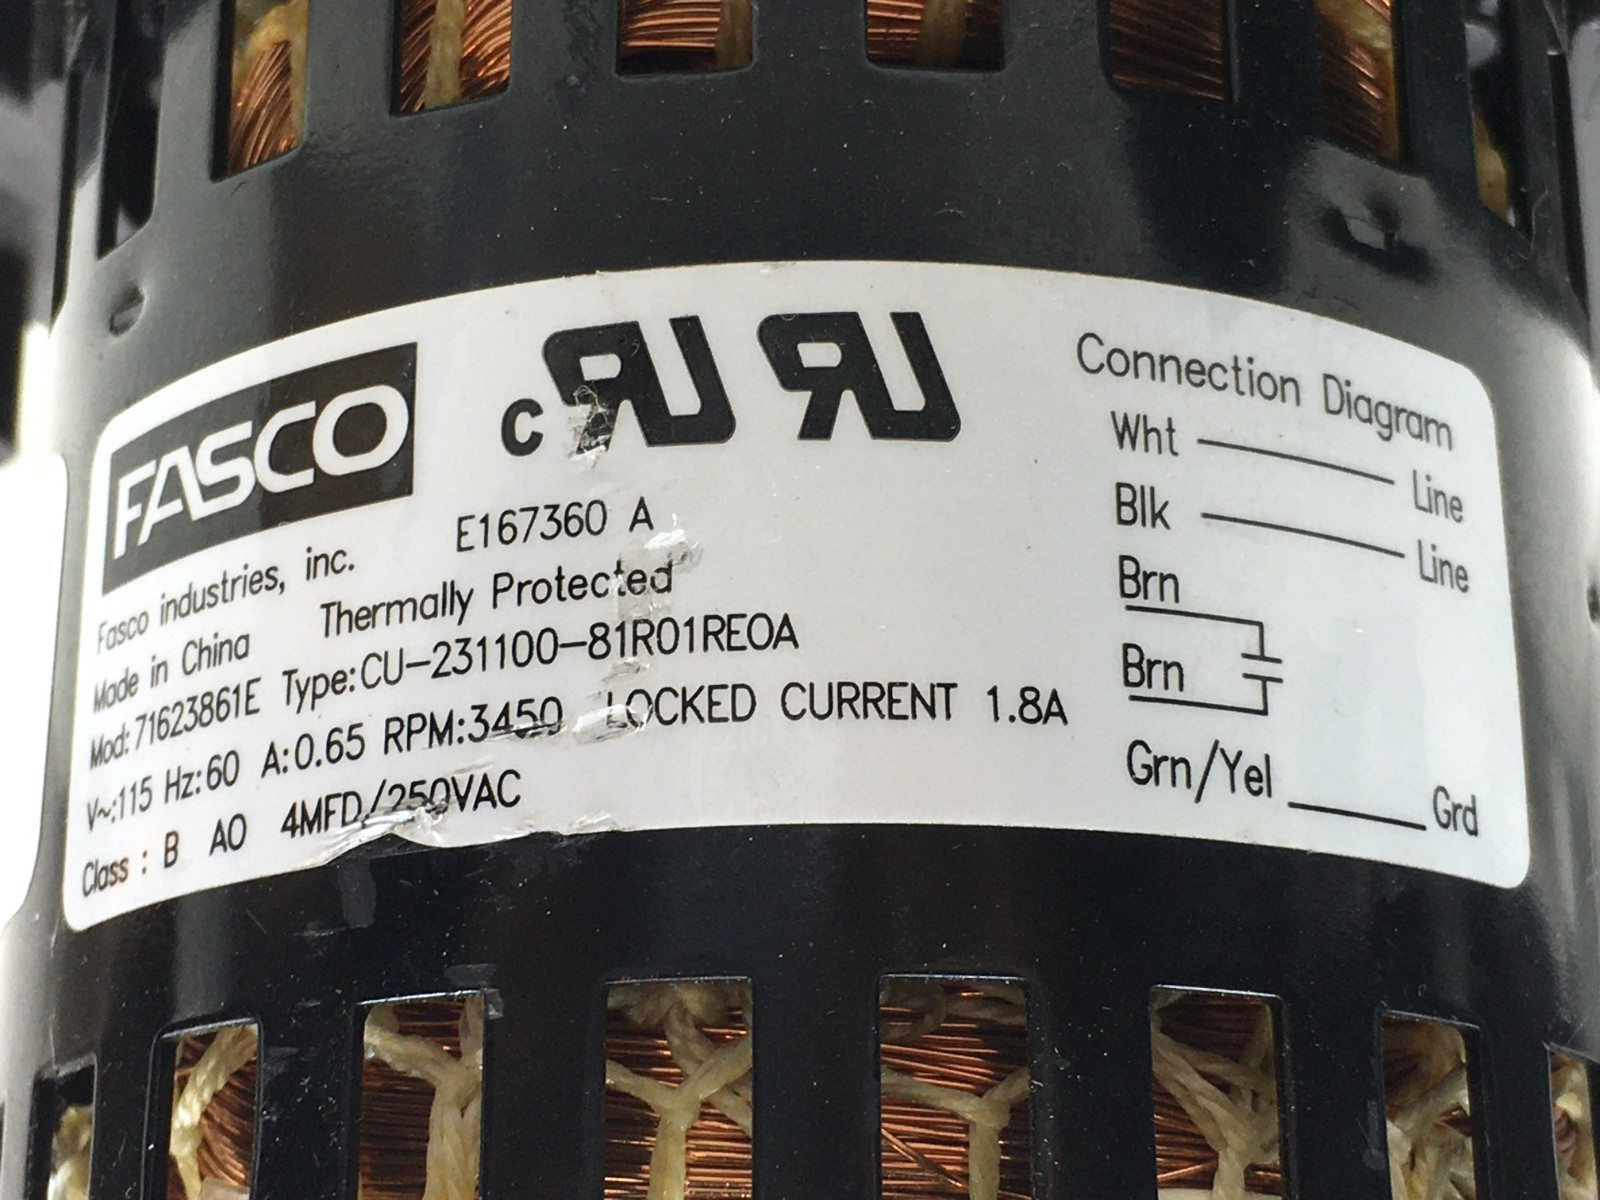 FASCO
c RU RU
E167360 A
Fasco industries, inc.
Made in China Thermally Protected
Mod: 71623861E Type: CU-231100-81R01REOA
V~:115 Hz:60 A:0.65 RPM:3450 LOCKED CURRENT 1.8A
Class : B AO 4MFD/250VAC
Connection Diagram
Wht Line
Blk Line
Brn
Brn
Grn/Yel Grd